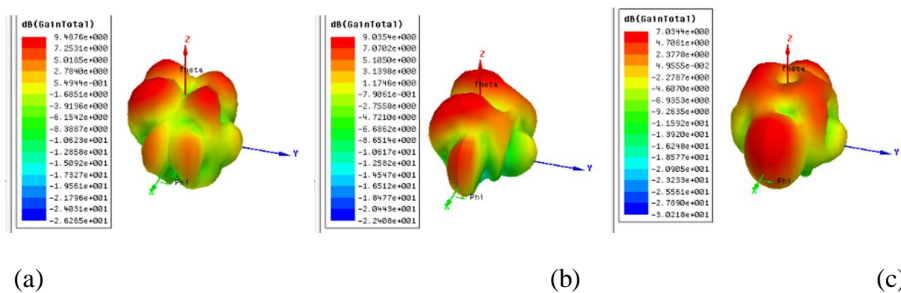 dB(GainTotal)
9.4876e+000
7.2531e+000
5.0185e+000
2.7840e+000
5.4944e-001
-1.6851e+000
-3.9196e+000
-6.1542e+000
-8.3887e+000
-1.0623e+001
-1.2858e+001
-1.5092e+001
-1.7327e+001
-1.9561e+001
-2.1796e+001
-2.4031e+001
-2.6265e+001
Z
Theta
Y
Phi
X
dB(GainTotal)
9.0354e+000
7.0702e+000
5.1050e+000
3.1398e+000
1.1746e+000
-7.9061e-001
-2.7558e+000
-4.7210e+000
-6.6862e+000
-8.6514e+000
-1.0617e+001
-1.2582e+001
-1.4547e+001
-1.6512e+001
-1.8477e+001
-2.0443e+001
-2.2408e+001
Z
Theta
Y
Phi
X
dB(GainTotal)
7.0344e+000
4.7061e+000
2.3778e+000
4.9555e-002
-2.2787e+000
-4.6070e+000
-6.9353e+000
-9.2635e+000
-1.1592e+001
-1.3920e+001
-1.6248e+001
-1.8577e+001
-2.0905e+001
-2.3233e+001
-2.5561e+001
-2.7890e+001
-3.0218e+001
Z
Theta
Y
Phi
X
(a) (b) (c)